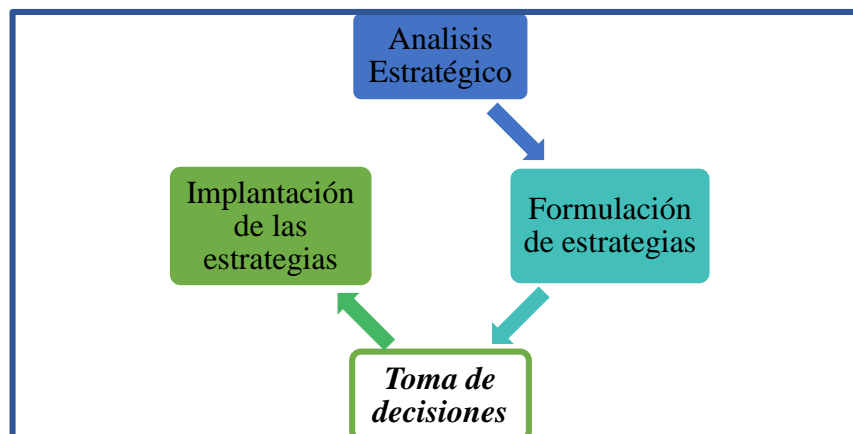 Analisis
Estratégico
Formulación
de estrategias
Toma de
decisiones
Implantación
de las
estrategias